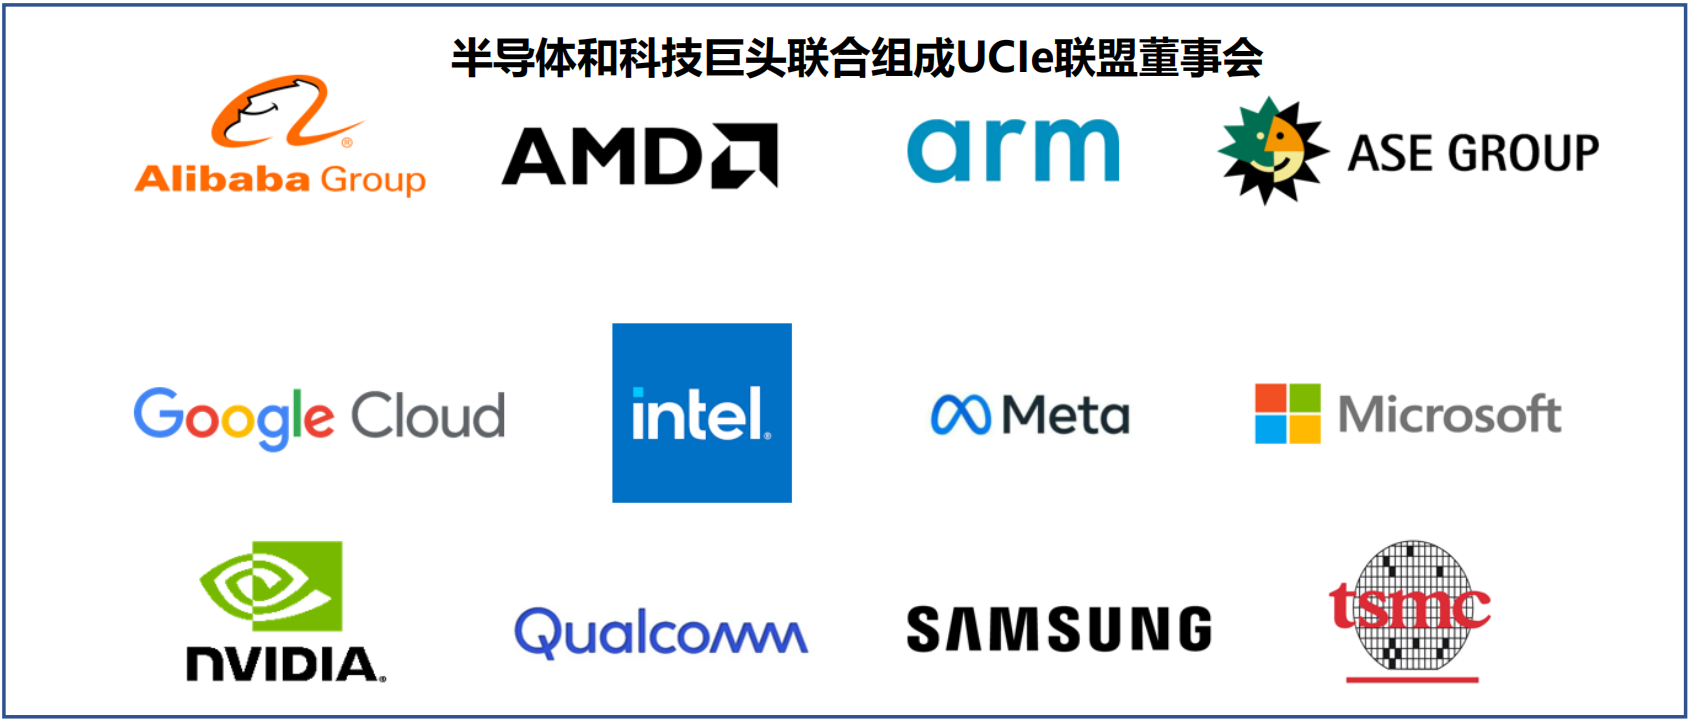 半导体和科技巨头联合组成UCIe联盟董事会
Alibaba Group
AMD
arm
ASE GROUP
Google Cloud
intel
Meta
Microsoft
NVIDIA
Qualcomm
SAMSUNG
tsmc